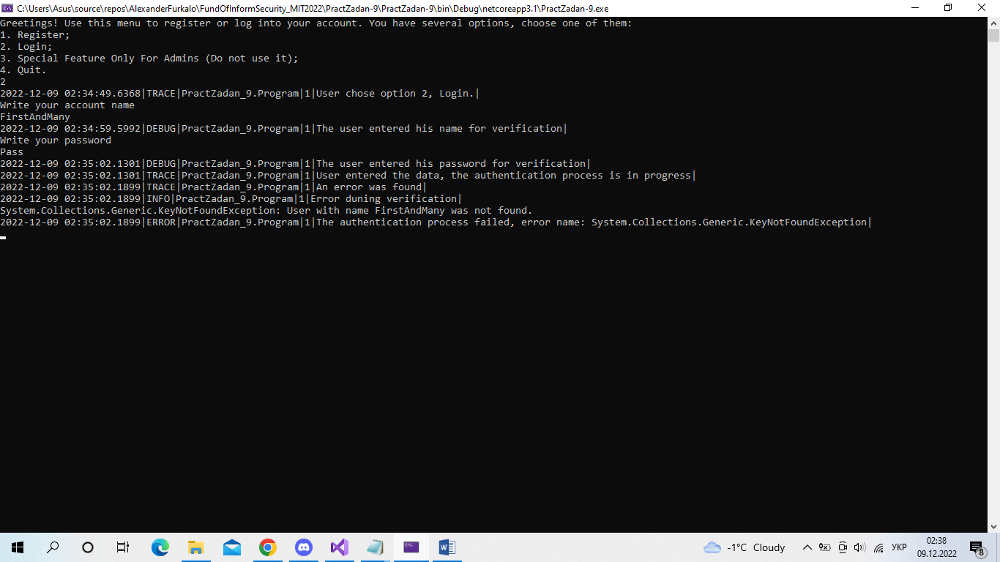 C:\Users\Asus\source\repos\AlexanderFurkalo\FundOfInformSecurity_MIT2022\PractZadan-9\PractZadan-9\bin\Debug\netcoreapp3.1\PractZadan-9.exe
Greetings! Use this menu to register or log into your account. You have several options, choose one of them:
1. Register;
2. Login;
3. Special Feature Only For Admins (Do not use it);
4. Quit.
2
2022-12-09 02:34:49.6368|TRACE|PractZadan_9.Program|1|User chose option 2, Login.|
Write your account name
FirstAndMany
2022-12-09 02:34:59.5992|DEBUG|PractZadan_9.Program|1|The user entered his name for verification|
Write your password
Pass
2022-12-09 02:35:02.1301|DEBUG|PractZadan_9.Program|1|The user entered his password for verification|
2022-12-09 02:35:02.1301|TRACE|PractZadan_9.Program|1|User entered the data, the authentication process is in progress|
2022-12-09 02:35:02.1899|TRACE|PractZadan_9.Program|1|An error was found|
2022-12-09 02:35:02.1899|INFO|PractZadan_9.Program|1|Error duning verification|
System.Collections.Generic.KeyNotFoundException: User with name FirstAndMany was not found.
2022-12-09 02:35:02.1899|ERROR|PractZadan_9.Program|1|The authentication process failed, error name: System.Collections.Generic.KeyNotFoundException|
-1°C Cloudy
УКР
02:38
09.12.2022
8